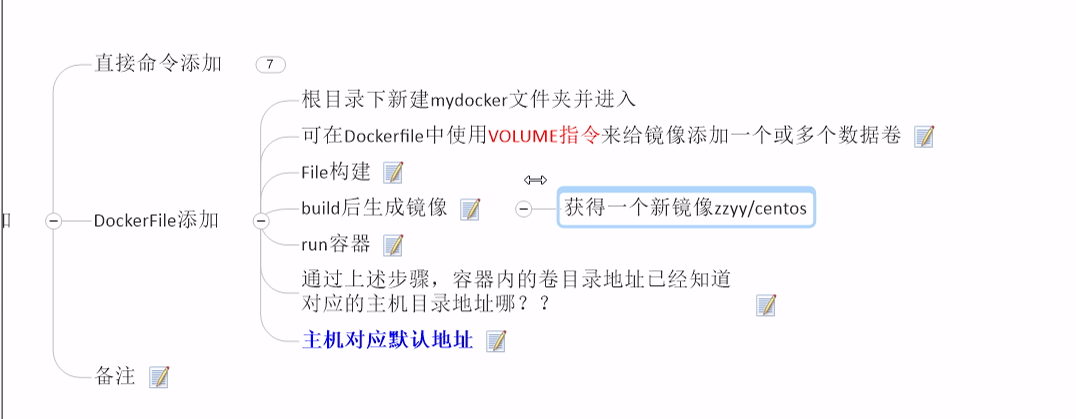 直接命令添加
7
根目录下新建mydocker文件夹并进入
可在Dockerfile中使用VOLUME指令来给镜像添加一个或多个数据卷
File构建
build后生成镜像
获得一个新镜像zzyy/centos
DockerFile添加
run容器
通过上述步骤，容器内的卷目录地址已经知道
对应的主机目录地址哪？？
主机对应默认地址
备注